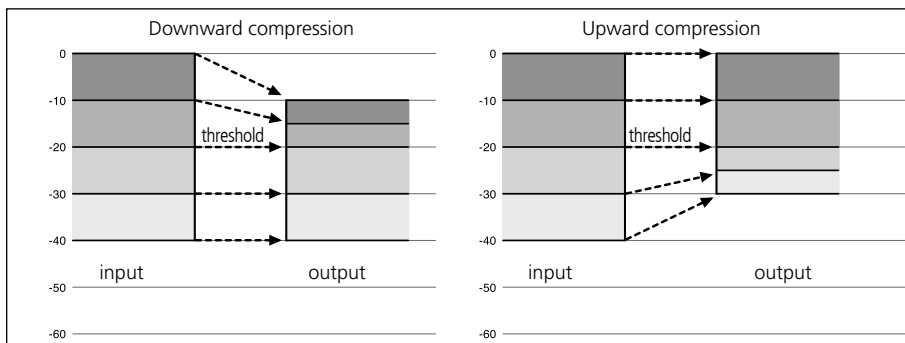 Downward compression
Upward compression
0
-10
-20
-30
-40
-50
-60
threshold
input
output
0
-10
-20
-30
-40
-50
-60
threshold
input
output